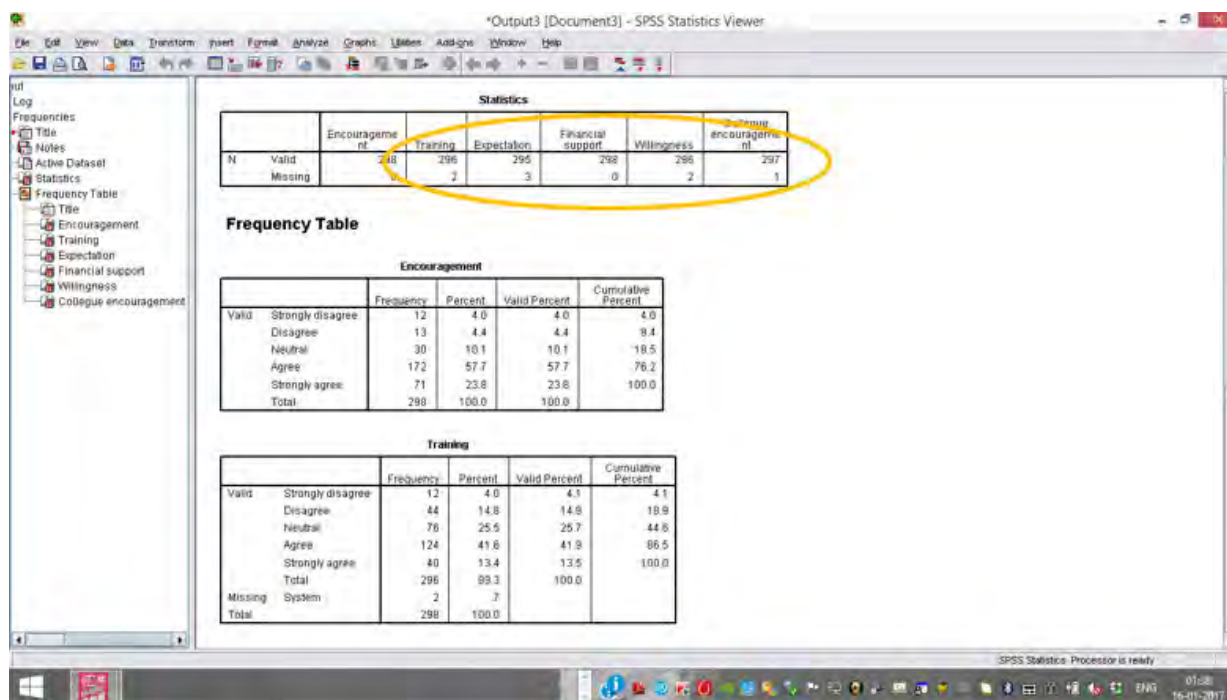 *Output3 [Document3] - SPSS Statistics Viewer
File Edit View Data Transform Insert Format Analyze Graphs Utilities Add-ons Window Help
Log
Frequencies
Title
Notes
Active Dataset
Statistics
Frequency Table
Title
Encouragement
Training
Expectation
Financial support
Willingness
Collegue encouragement
Statistics
Encourageme nt Training Expectation Financial support Willingness Collegue encourageme nt
N Valid 298 296 295 298 296 297
Missing 0 2 3 0 2 1
Frequency Table
Encouragement
Frequency Percent Valid Percent Cumulative Percent
Valid Strongly disagree 12 4.0 4.0 4.0
Disagree 13 4.4 4.4 8.4
Neutral 30 10.1 10.1 18.5
Agree 172 57.7 57.7 76.2
Strongly agree 71 23.8 23.8 100.0
Total 298 100.0 100.0
Training
Frequency Percent Valid Percent Cumulative Percent
Valid Strongly disagree 12 4.0 4.1 4.1
Disagree 44 14.8 14.9 18.9
Neutral 76 25.5 25.7 44.6
Agree 124 41.6 41.9 86.5
Strongly agree 40 13.4 13.5 100.0
Total 296 99.3 100.0
Missing System 2 .7
Total 298 100.0
SPSS Statistics Processor is ready
ENG